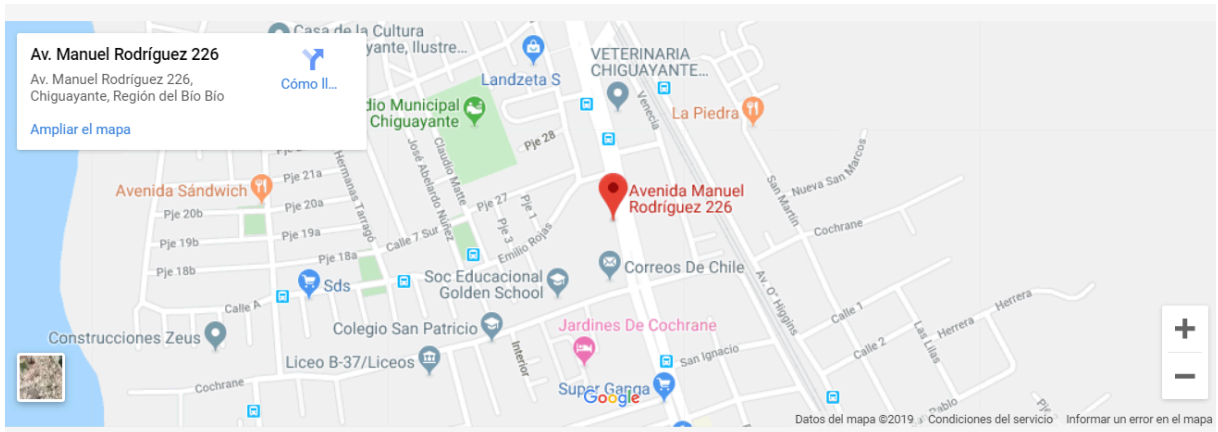 Av. Manuel Rodríguez 226
Av. Manuel Rodríguez 226,
Chiguayante, Región del Bío Bío
Cómo ll...
Ampliar el mapa
Casa de la Cultura
yante, Ilustre...
Landzeta S
VETERINARIA
CHIGUAYANTE...
Venecia
dio Municipal
Chiguayante
La Piedra
Pje 28
Avenida Sándwich
Pje 21a
Hermanas Tarragó
José Abelardo Núñez
Claudio Matte
Avenida Manuel
Rodríguez 226
San Martín
Nueva San Marcos
Pje 20b
Pje 20a
Pje 27
Pje 1
Pje 3
Emilio Rojas
Cochrane
Pje 19b
Pje 19a
Calle 7 Sur
Pje 18a
Pje 18b
Sds
Soc Educacional
Golden School
Correos De Chile
Av. O' Higgins
Calle A
Construcciones Zeus
Colegio San Patricio
Jardines De Cochrane
Calle 1
Herrera
Herrera
Las Lilas
Calle 2
Liceo B-37/Liceos
Interior
San Ignacio
Cochrane
Super Ganga
Google
Pablo
Datos del mapa ©2019
Condiciones del servicio
Informar un error en el mapa